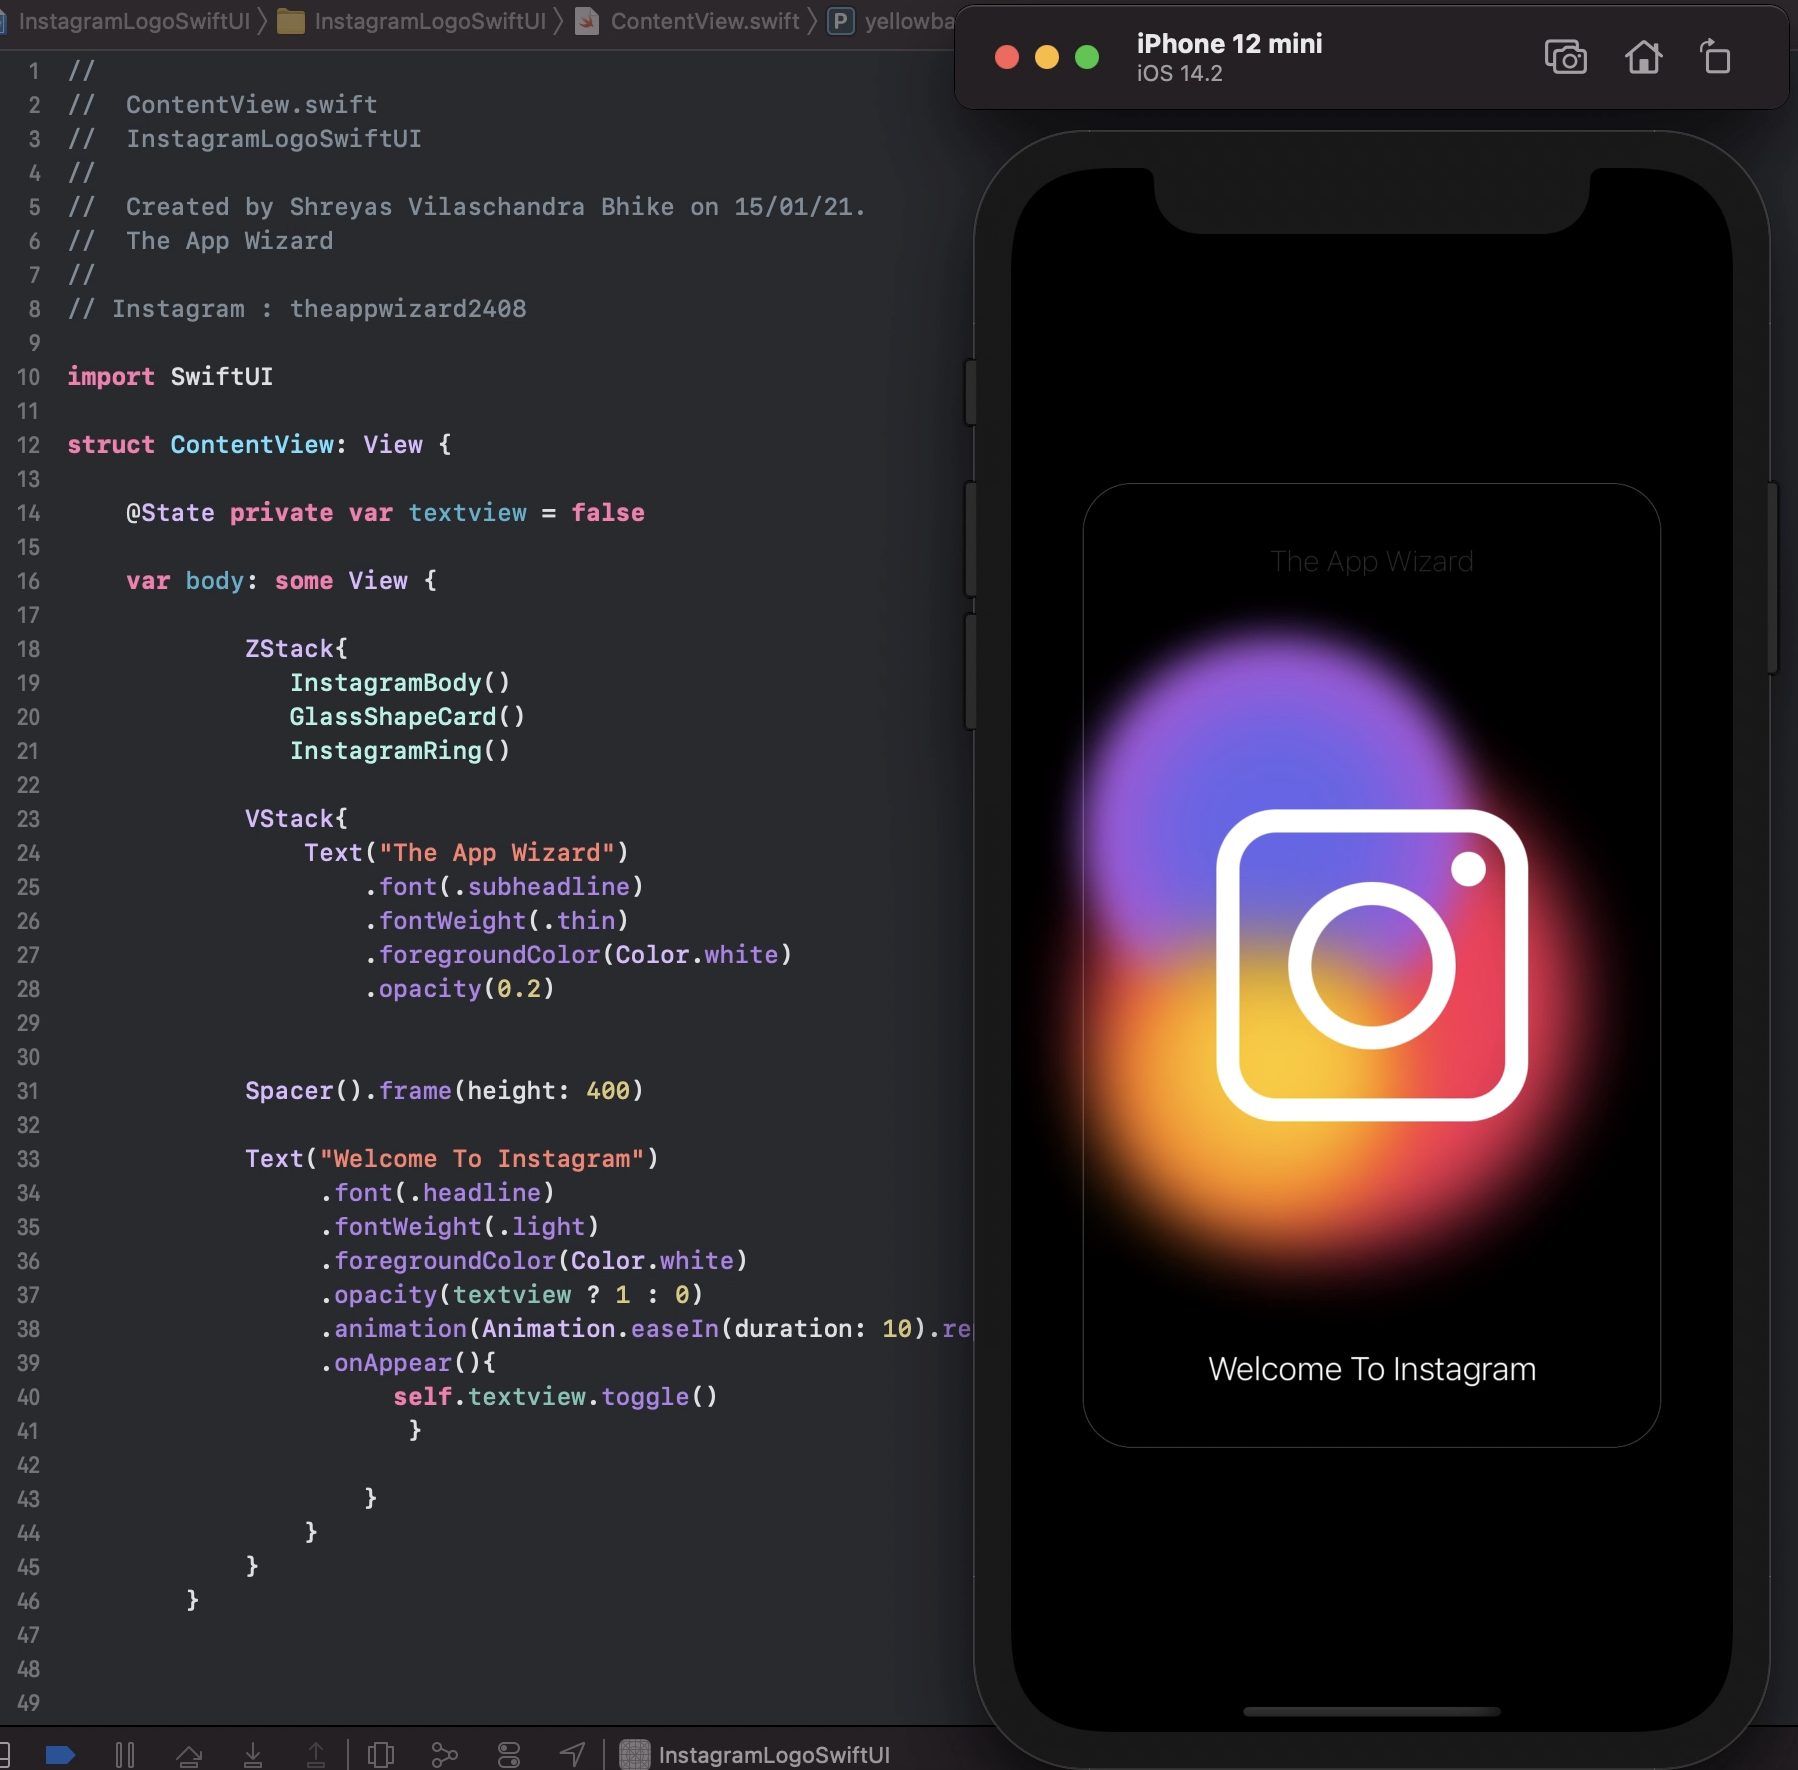 InstagramLogoSwiftUI
InstagramLogoSwiftUI
ContentView.swift
P
yellowba
1 //
2 //  ContentView.swift
3 //  InstagramLogoSwiftUI
4 //
5 //  Created by Shreyas Vilaschandra Bhike on 15/01/21.
6 //  The App Wizard
7 //
8 // Instagram : theappwizard2408
9
10 import SwiftUI
11
12 struct ContentView: View {
13
14 @State private var textview = false
15
16 var body: some View {
17
18 ZStack{
19 InstagramBody()
20 GlassShapeCard()
21 InstagramRing()
22
23 VStack{
24 Text("The App Wizard")
25 .font(.subheadline)
26 .fontWeight(.thin)
27 .foregroundColor(Color.white)
28 .opacity(0.2)
29
30
31 Spacer().frame(height: 400)
32
33 Text("Welcome To Instagram")
34 .font(.headline)
35 .fontWeight(.light)
36 .foregroundColor(Color.white)
37 .opacity(textview ? 1 : 0)
38 .animation(Animation.easeIn(duration: 10).re
39 .onAppear(){
40 self.textview.toggle()
41 }
42
43 }
44 }
45 }
46 }
47
48
49
InstagramLogoSwiftUI
iPhone 12 mini
iOS 14.2
The App Wizard
Welcome To Instagram